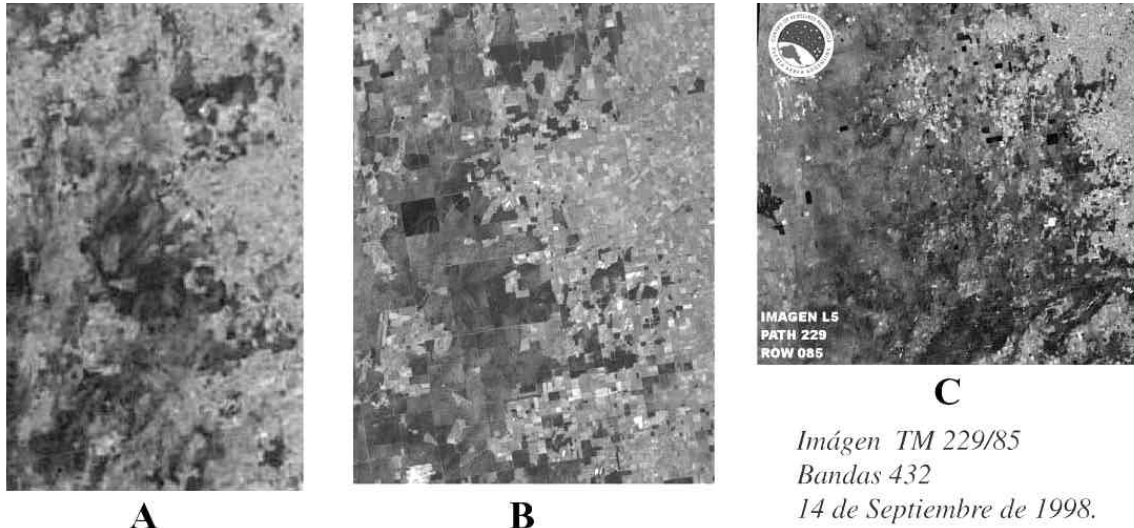 IMAGEN L5
PATH 229
ROW 085
A
B
C
Imágen TM 229/85
Bandas 432
14 de Septiembre de 1998.